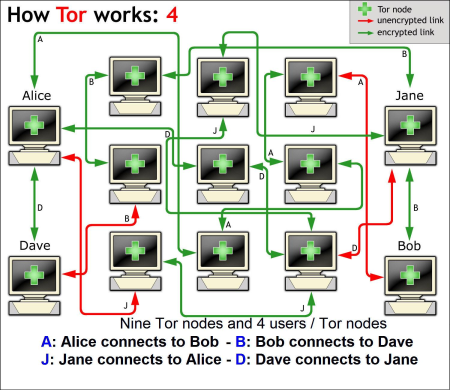 How Tor works: 4
Tor node
unencrypted link
encrypted link
A
B
B
Alice
J
A
Jane
D
J
A
D
D
B
B
A
Dave
D
Bob
J
J
Nine Tor nodes and 4 users / Tor nodes
A: Alice connects to Bob - B: Bob connects to Dave
J: Jane connects to Alice - D: Dave connects to Jane